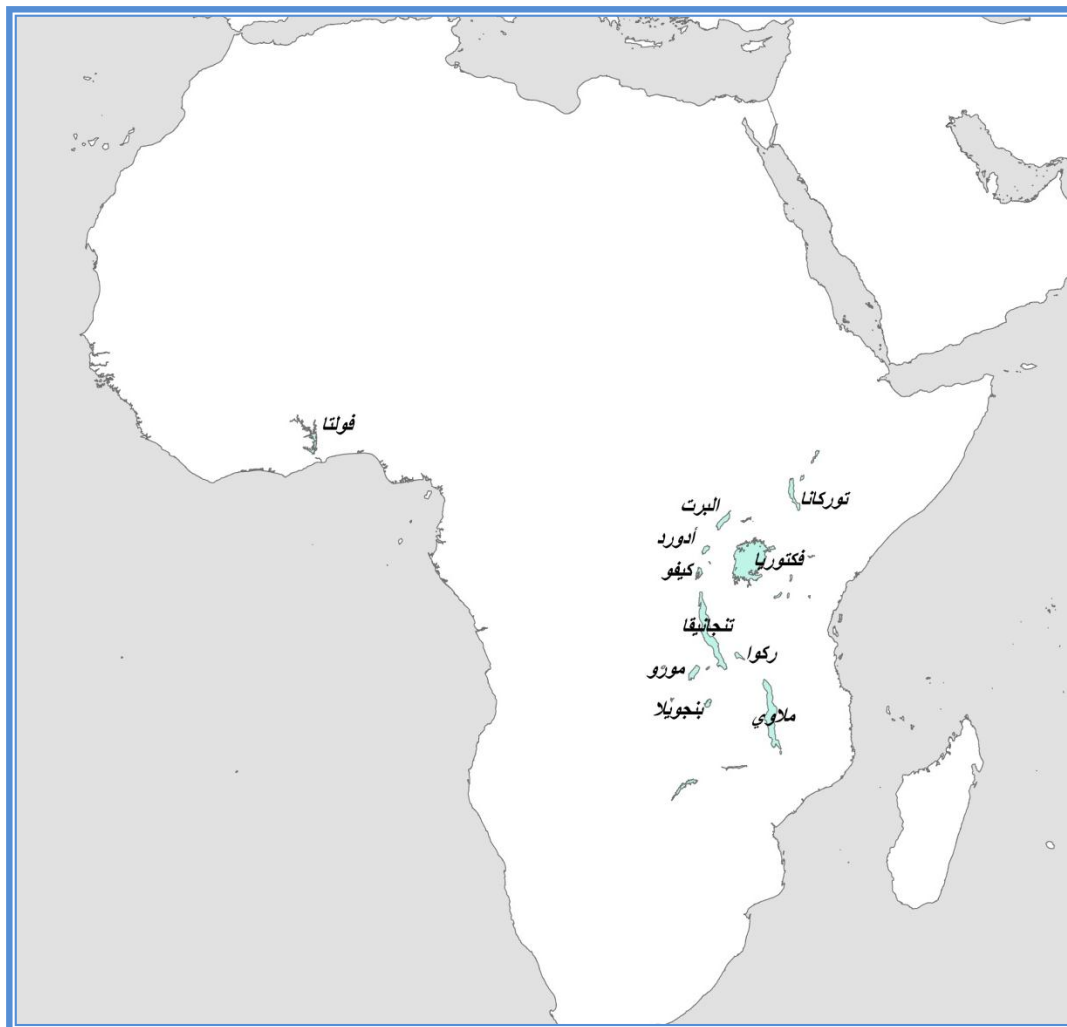 فولتا
توركانا
البرت
أدورد
فكتوريا
كيفو
تنجانيقا
ركوا
مورو
بنجويلا
ملاوي